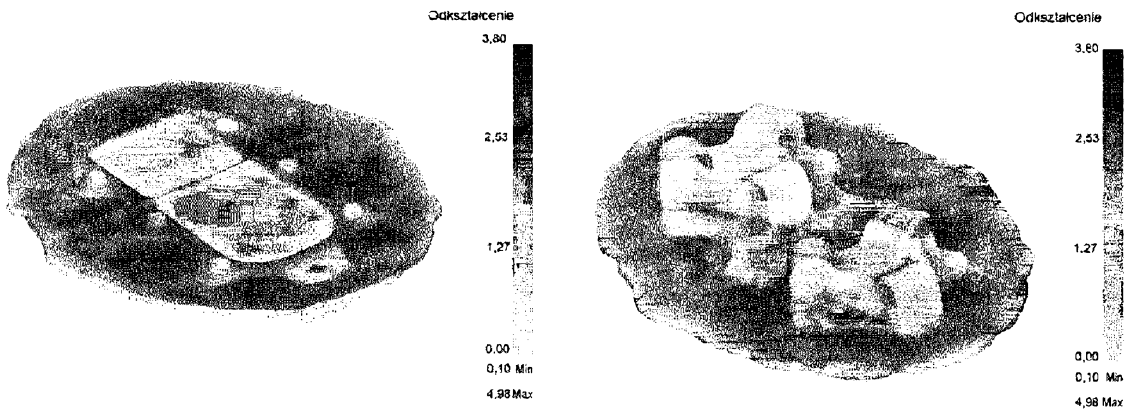 Odkształcenie
3,80
2,53
1,27
0,00
0,10 Min
4,98 Max
Odkształcenie
3,80
2,53
1,27
0,00
0,10 Min
4,98 Max